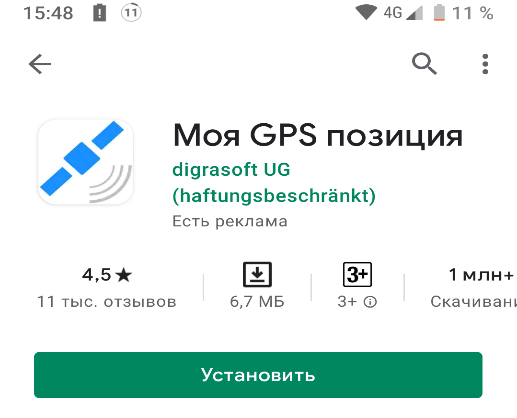 15:48 11 4G 11 %
Моя GPS позиция
digrasoft UG
(haftungsbeschränkt)
Есть реклама
4,5★ 3+ 1 млн+
11 тыс. отзывов 6,7 МБ 3+ Скачивани
Установить